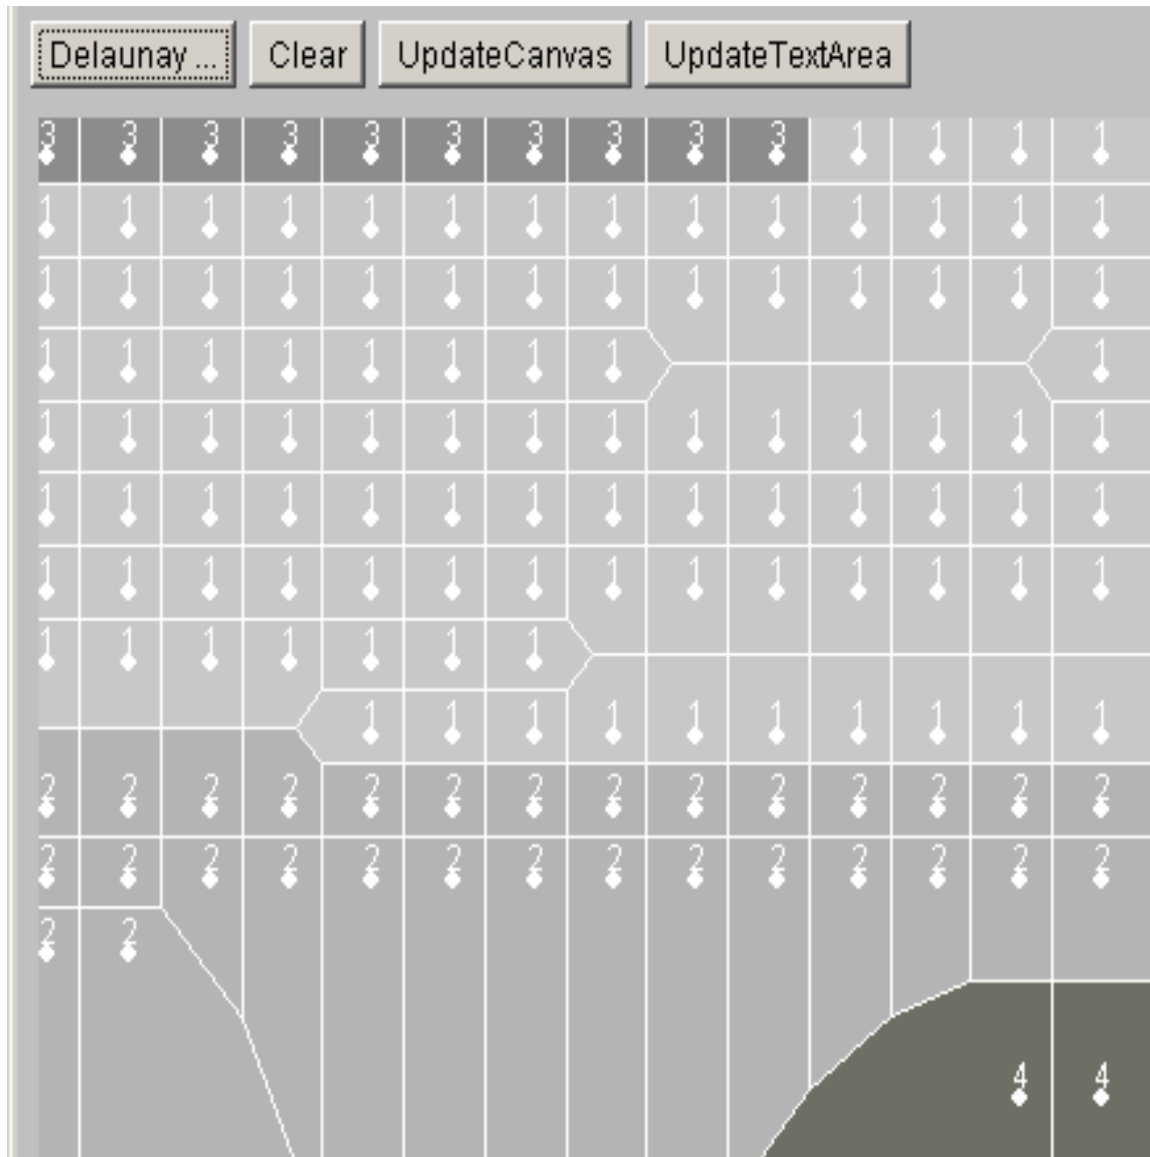 Delaunay ... Clear UpdateCanvas UpdateTextArea
3 3 3 3 3 3 3 3 3 3 1 1 1 1
1 1 1 1 1 1 1 1 1 1 1 1 1 1
1 1 1 1 1 1 1 1 1 1 1 1 1 1
1 1 1 1 1 1 1 1 1
1 1 1 1 1 1 1 1 1 1 1 1 1 1
1 1 1 1 1 1 1 1 1 1 1 1 1 1
1 1 1 1 1 1 1 1 1 1 1 1 1 1
1 1 1 1 1 1 1
1 1 1 1 1 1 1 1 1 1
2 2 2 2 2 2 2 2 2 2 2 2 2 2
2 2 2 2 2 2 2 2 2 2 2 2 2 2
2 2
4 4